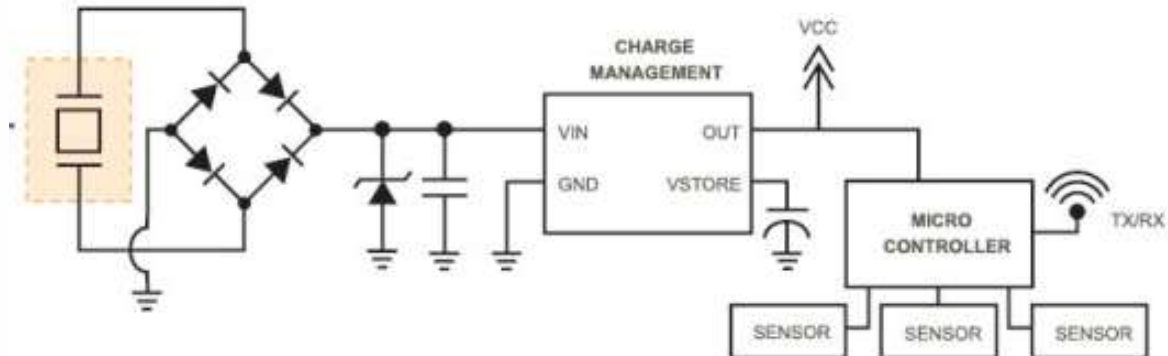 VCC
CHARGE
MANAGEMENT
VIN
OUT
GND
VSTORE
MICRO
CONTROLLER
TX/RX
SENSOR
SENSOR
SENSOR